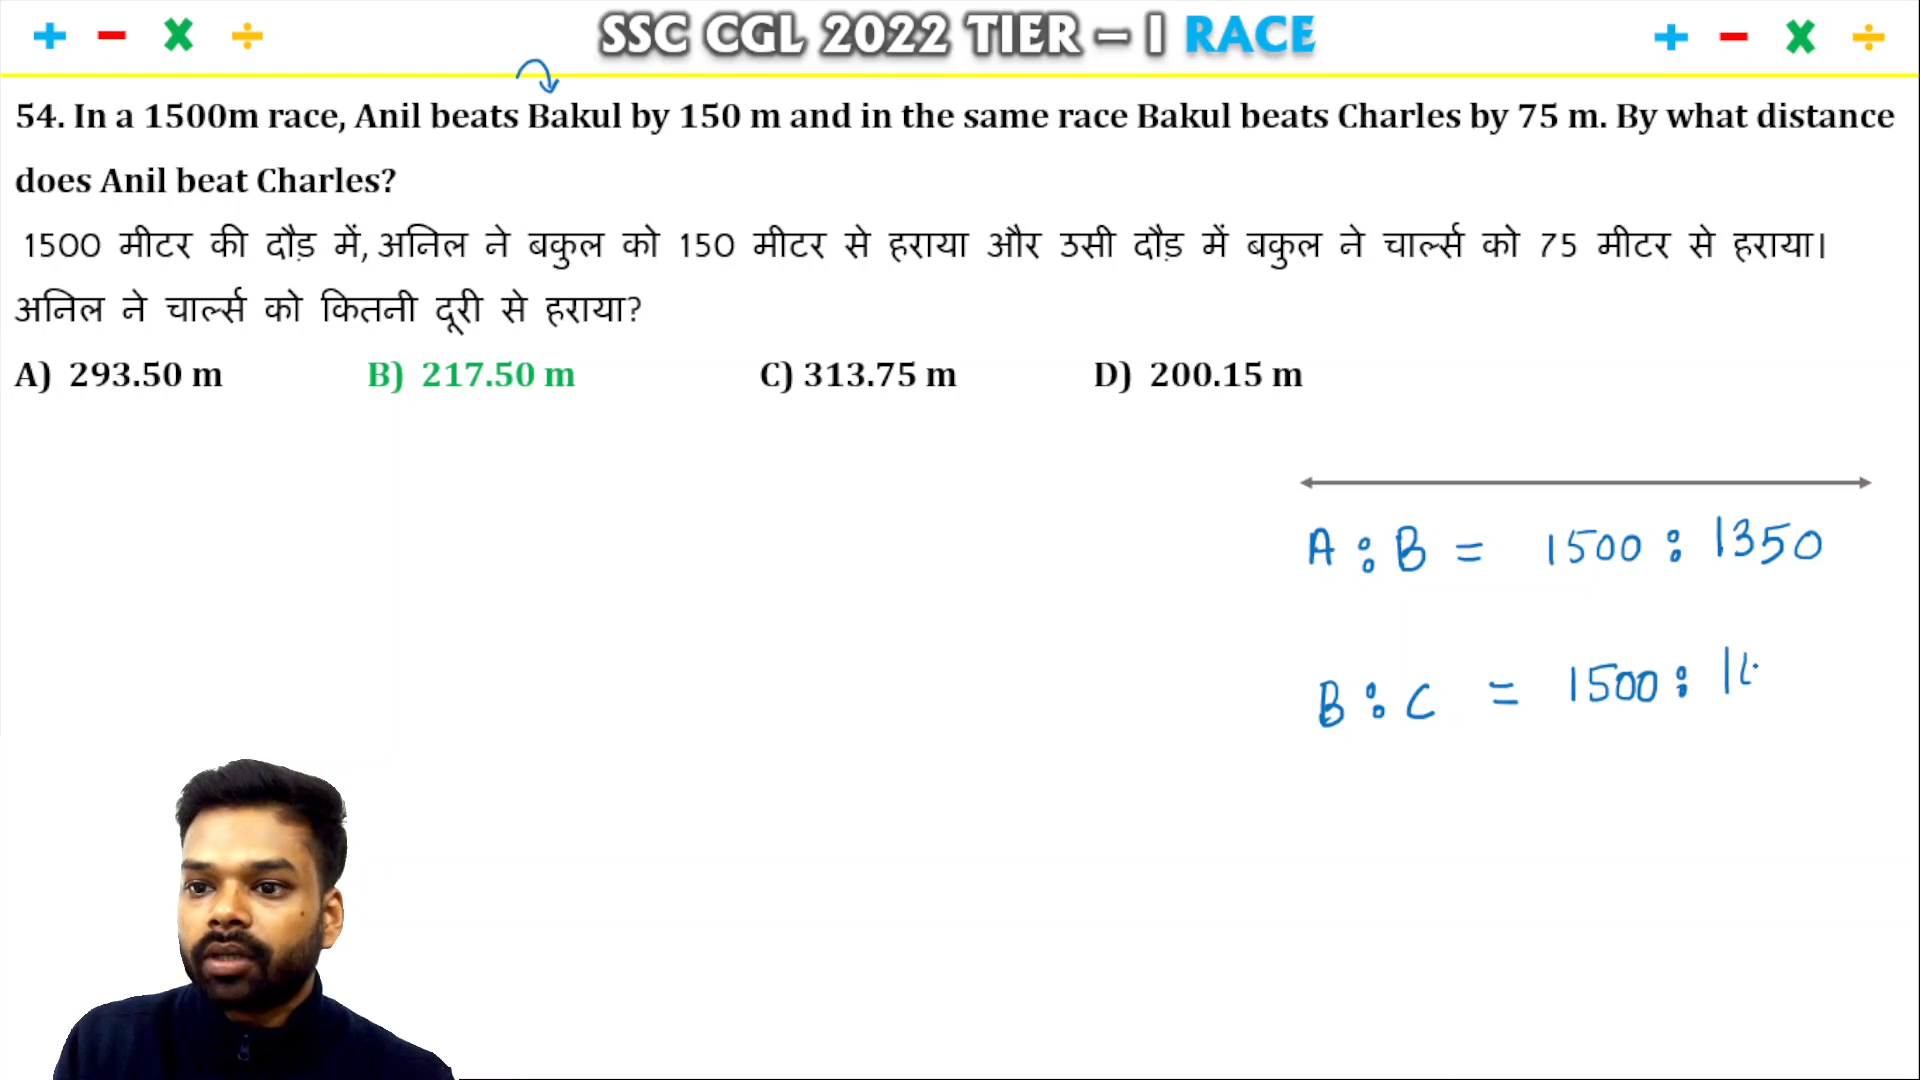 SSC CGL 2022 TIER – I RACE
54. In a 1500m race, Anil beats Bakul by 150 m and in the same race Bakul beats Charles by 75 m. By what distance
does Anil beat Charles?
1500 मीटर की दौड़ में, अनिल ने बकुल को 150 मीटर से हराया और उसी दौड़ में बकुल ने चार्ल्स को 75 मीटर से हराया।
अनिल ने चार्ल्स को कितनी दूरी से हराया?
A) 293.50 m B) 217.50 m C) 313.75 m D) 200.15 m
A : B = 1500 : 1350
B : C = 1500 :